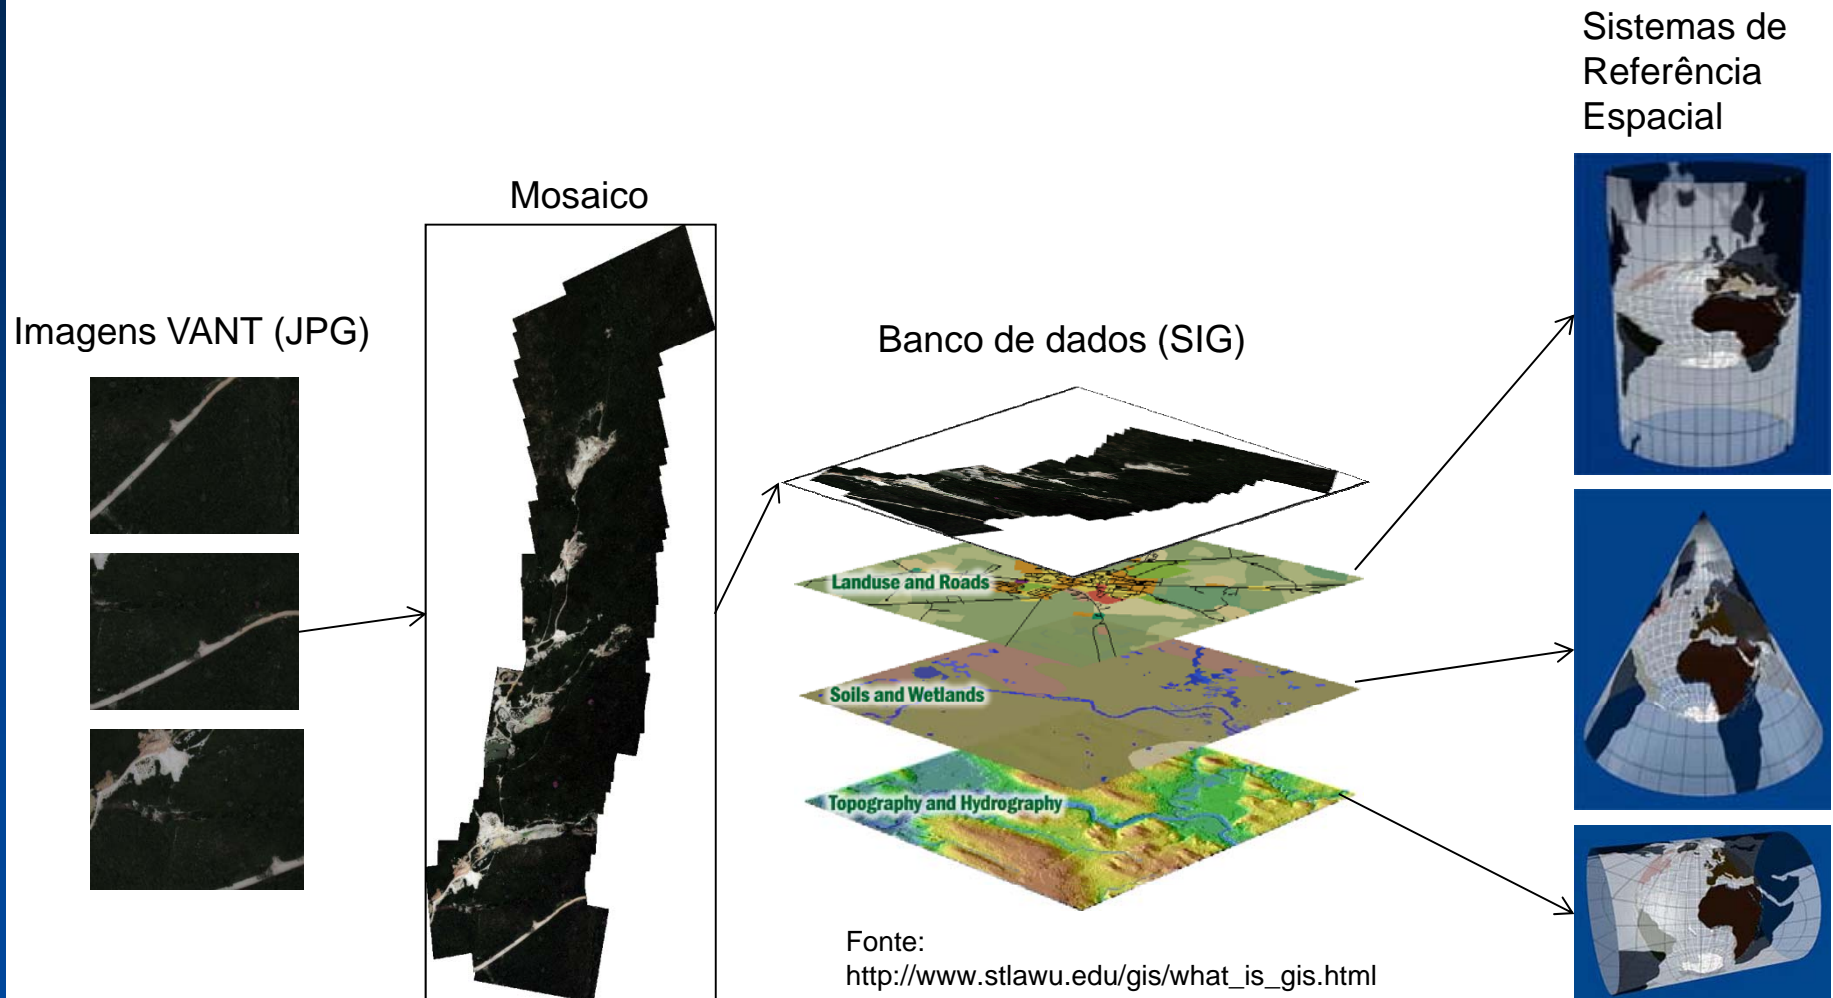 Sistemas de
Referência
Espacial
Mosaico
Imagens VANT (JPG)
Banco de dados (SIG)
Landuse and Roads
Soils and Wetlands
Topography and Hydrography
Fonte:
http://www.stlawu.edu/gis/what_is_gis.html